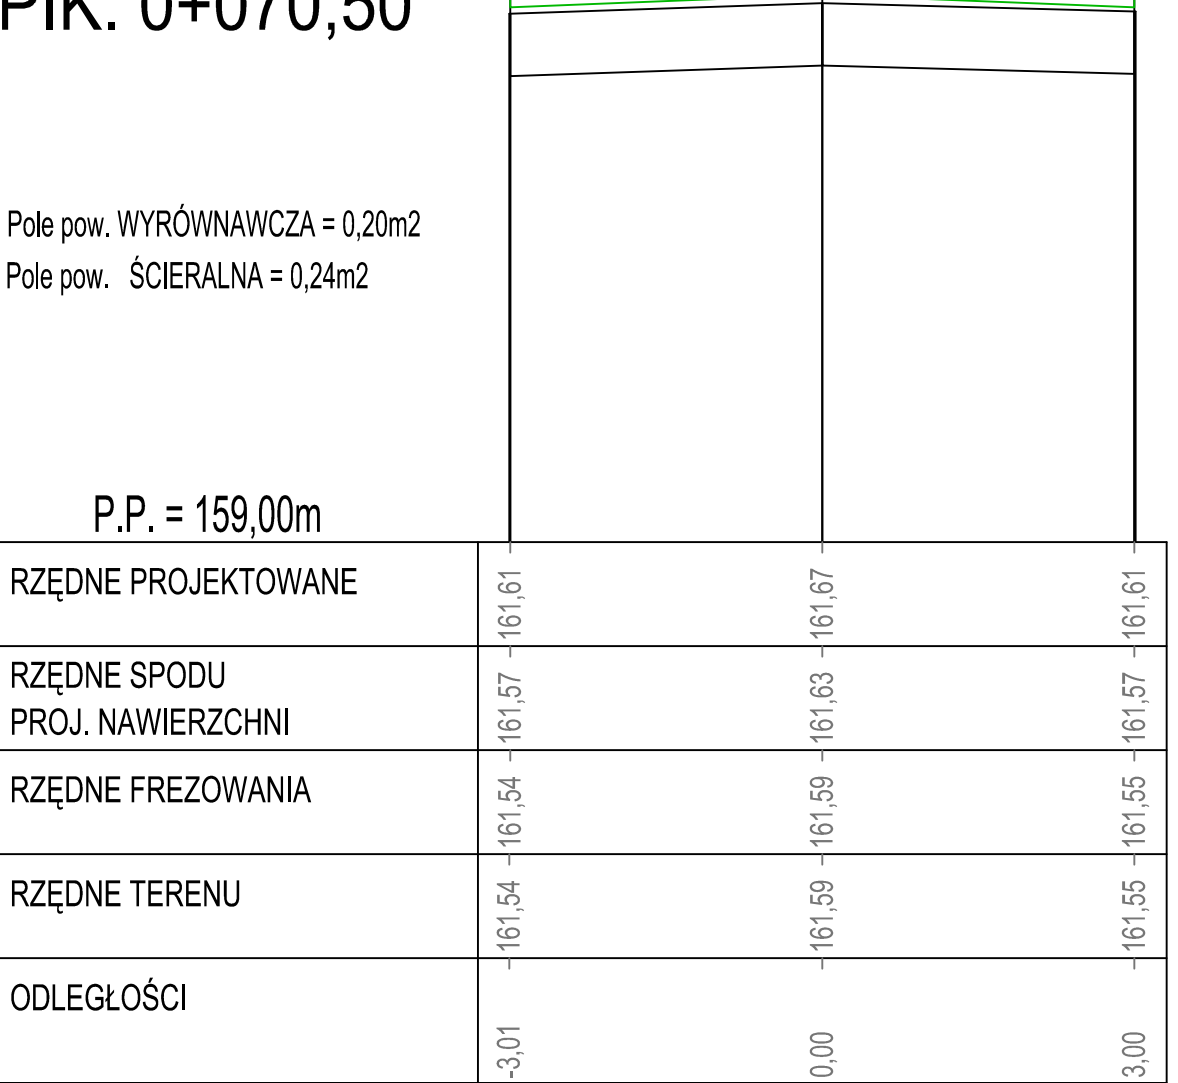 PIK. 0+070,50
Pole pow. WYRÓWNAWCZA = 0,20m2
Pole pow. ŚCIERALNA = 0,24m2
P.P. = 159,00m
RZĘDNE PROJEKTOWANE 161,61 161,67 161,61
RZĘDNE SPODU
PROJ. NAWIERZCHNI 161,57 161,63 161,57
RZĘDNE FREZOWANIA 161,54 161,59 161,55
RZĘDNE TERENU 161,54 161,59 161,55
ODLEGŁOŚCI -3,01 0,00 3,00